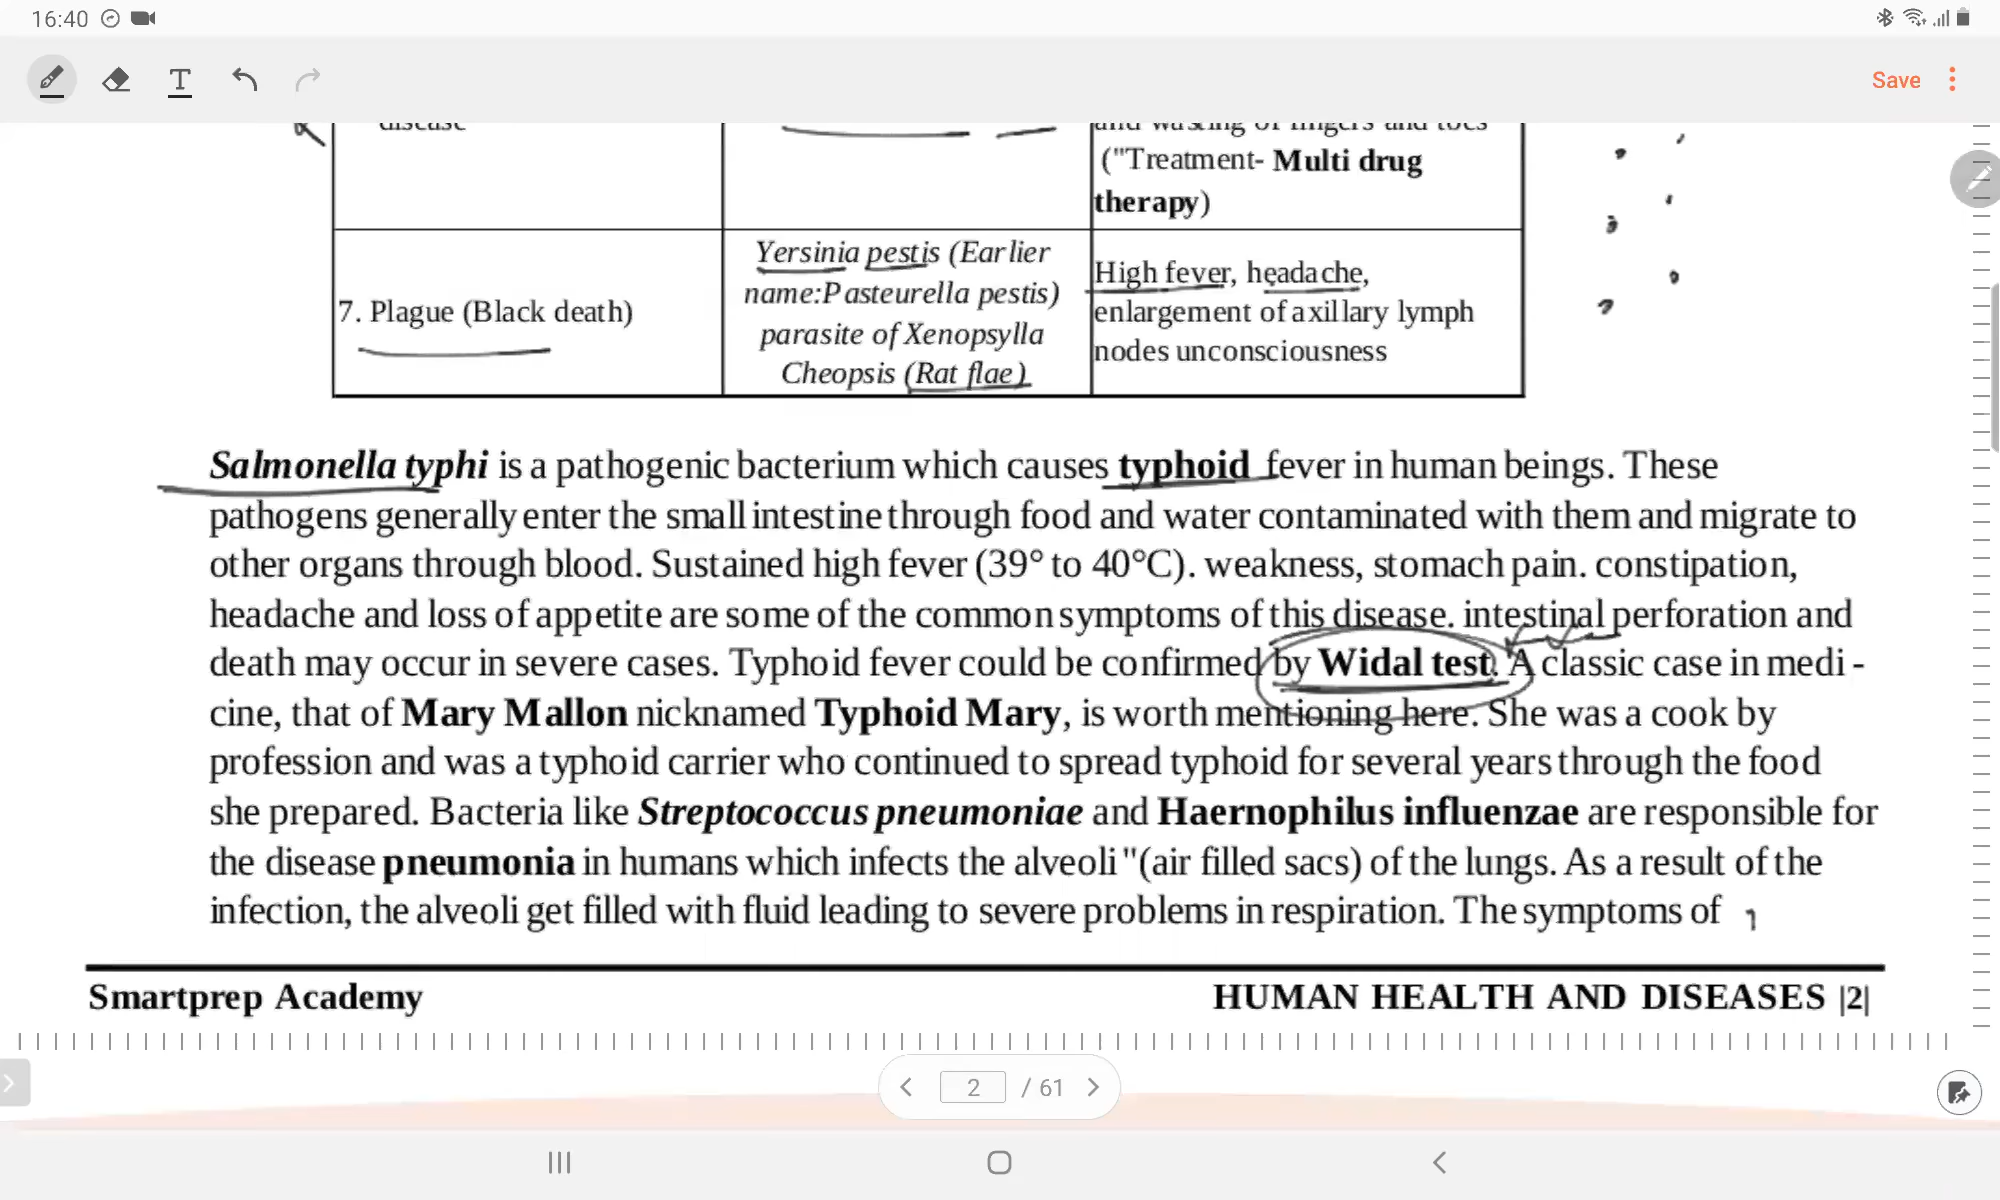 16:40
Save
disease
and wasting of fingers and toes
("Treatment- Multi drug
therapy)
7. Plague (Black death)
Yersinia pestis (Earlier
name:Pasteurella pestis)
parasite of Xenopsylla
Cheopsis (Rat flae)
High fever, headache,
enlargement of axillary lymph
nodes unconsciousness
Salmonella typhi is a pathogenic bacterium which causes typhoid fever in human beings. These
pathogens generally enter the small intestine through food and water contaminated with them and migrate to
other organs through blood. Sustained high fever (39° to 40°C). weakness, stomach pain. constipation,
headache and loss of appetite are some of the common symptoms of this disease. intestinal perforation and
death may occur in severe cases. Typhoid fever could be confirmed by Widal test. A classic case in medi -
cine, that of Mary Mallon nicknamed Typhoid Mary, is worth mentioning here. She was a cook by
profession and was a typhoid carrier who continued to spread typhoid for several years through the food
she prepared. Bacteria like Streptococcus pneumoniae and Haernophilus influenzae are responsible for
the disease pneumonia in humans which infects the alveoli "(air filled sacs) of the lungs. As a result of the
infection, the alveoli get filled with fluid leading to severe problems in respiration. The symptoms of
Smartprep Academy
HUMAN HEALTH AND DISEASES |2|
2 / 61